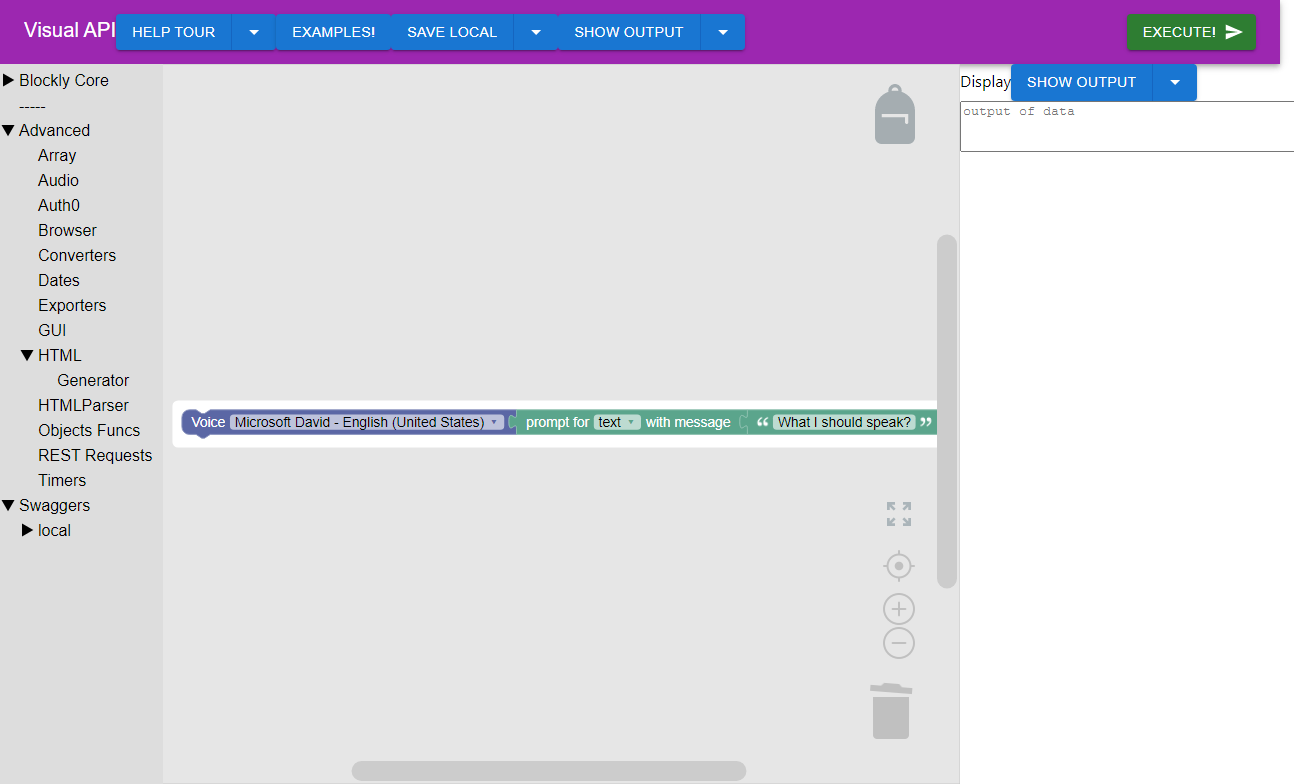 Visual API
HELP TOUR
EXAMPLES!
SAVE LOCAL
SHOW OUTPUT
EXECUTE!
Blockly Core
-----
Advanced
Array
Audio
Auth0
Browser
Converters
Dates
Exporters
GUI
HTML
Generator
HTMLParser
Objects Funcs
REST Requests
Timers
Swaggers
local
Voice Microsoft David - English (United States) prompt for text with message “ What I should speak? ”
Display SHOW OUTPUT
output of data